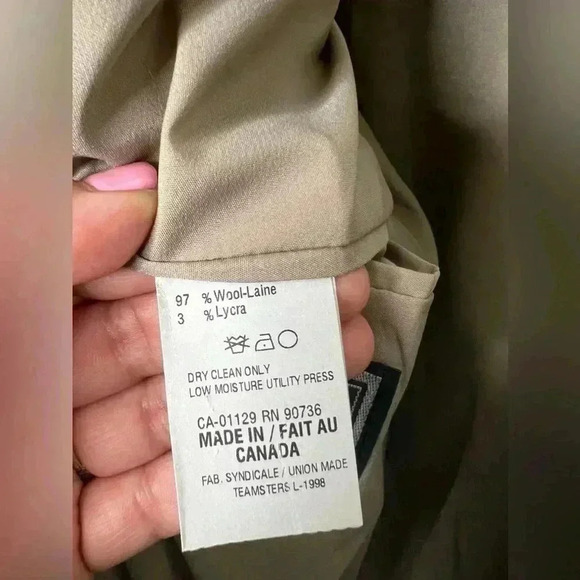 97 % Wool-Laine
3 % Lycra
DRY CLEAN ONLY
LOW MOISTURE UTILITY PRESS
CA-01129 RN 90736
MADE IN / FAIT AU
CANADA
FAB. SYNDICALE / UNION MADE
TEAMSTERS L-1998